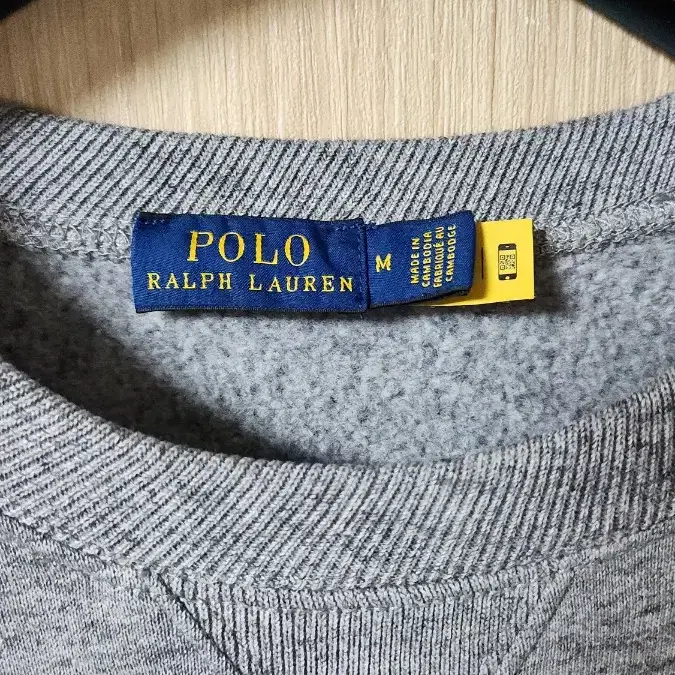 POLO
RALPH LAUREN
M
MADE IN
CAMBODIA
FABRIQUÉ AU
CAMBODGE